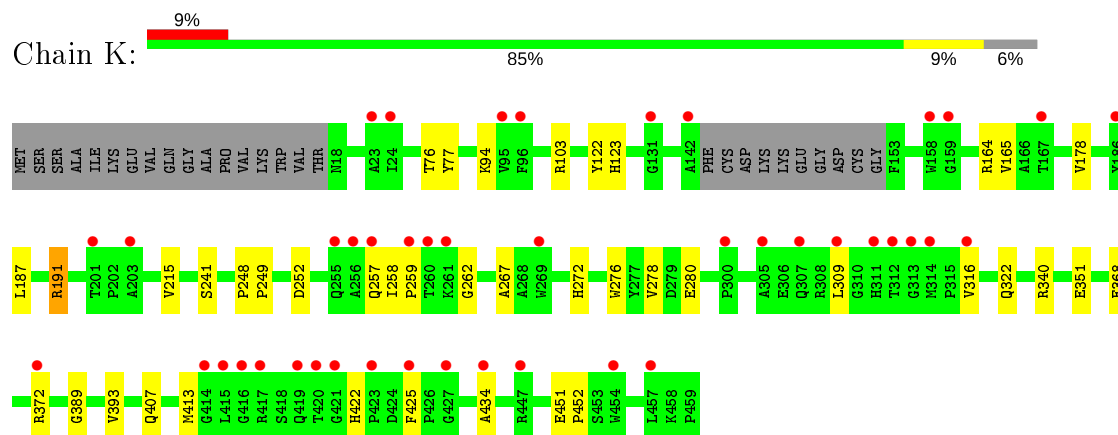 9%
Chain K:
85% 9% 6%
MET SER SER ALA ILE LYS GLU VAL GLN GLY ALA PRO VAL LYS TRP VAL THR N18 A23 I24 T76 Y77 K94 V95 F96 R103 Y122 H123 G131 A142 PHE CYS ASP LYS LYS GLU GLY ASP CYS GLY F153 W158 G159 R164 V165 A166 T167 V178 Y186
L187 R191 T201 P202 A203 V215 S241 P248 P249 D252 Q255 A256 Q257 I258 P259 T260 K261 G262 A267 A268 W269 H272 W276 Y277 V278 D279 E280 P300 A305 E306 Q307 R308 L309 G310 H311 T312 G313 M314 P315 V316 Q322 R340 E351
R372 G389 V393 Q407 M413 G414 L415 G416 R417 S418 Q419 T420 G421 H422 P423 D424 F425 P426 G427 A434 R447 E451 P452 S453 W454 L457 K458 P459